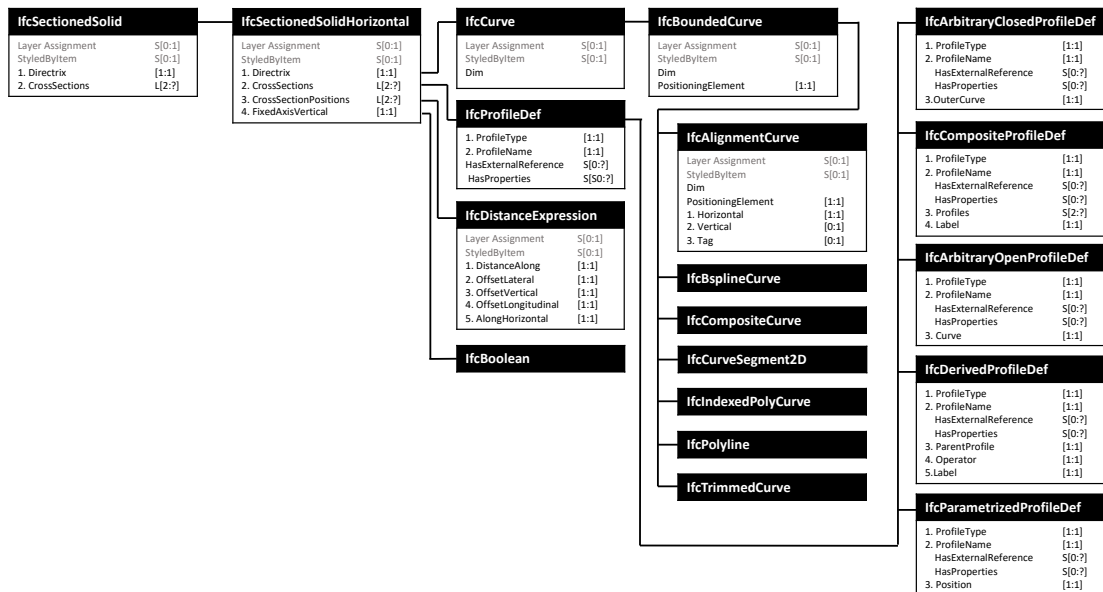 IfcSectionedSolid
Layer Assignment S[0:1]
StyledByItem S[0:1]
1. Directrix [1:1]
2. CrossSections L[2:?]
IfcSectionedSolidHorizontal
Layer Assignment S[0:1]
StyledByItem S[0:1]
1. Directrix [1:1]
2. CrossSections L[2:?]
3. CrossSectionPositions L[2:?]
4. FixedAxisVertical [1:1]
IfcCurve
Layer Assignment S[0:1]
StyledByItem S[0:1]
Dim
IfcProfileDef
1. ProfileType [1:1]
2. ProfileName [1:1]
HasExternalReference S[0:?]
HasProperties S[S0:?]
IfcDistanceExpression
Layer Assignment S[0:1]
StyledByItem S[0:1]
1. DistanceAlong [1:1]
2. OffsetLateral [1:1]
3. OffsetVertical [1:1]
4. OffsetLongitudinal [1:1]
5. AlongHorizontal [1:1]
IfcBoolean
IfcBoundedCurve
Layer Assignment S[0:1]
StyledByItem S[0:1]
Dim
PositioningElement [1:1]
IfcAlignmentCurve
Layer Assignment S[0:1]
StyledByItem S[0:1]
Dim
PositioningElement [1:1]
1. Horizontal [1:1]
2. Vertical [0:1]
3. Tag [0:1]
IfcBsplineCurve
IfcCompositeCurve
IfcCurveSegment2D
IfcIndexedPolyCurve
IfcPolyline
IfcTrimmedCurve
IfcArbitraryClosedProfileDef
1. ProfileType [1:1]
2. ProfileName [1:1]
HasExternalReference S[0:?]
HasProperties S[0:?]
3.OuterCurve [1:1]
IfcCompositeProfileDef
1. ProfileType [1:1]
2. ProfileName [1:1]
HasExternalReference S[0:?]
HasProperties S[0:?]
3. Profiles S[2:?]
4. Label [1:1]
IfcArbitraryOpenProfileDef
1. ProfileType [1:1]
2. ProfileName [1:1]
HasExternalReference S[0:?]
HasProperties S[0:?]
3. Curve [1:1]
IfcDerivedProfileDef
1. ProfileType [1:1]
2. ProfileName [1:1]
HasExternalReference S[0:?]
HasProperties S[0:?]
3. ParentProfile [1:1]
4. Operator [1:1]
5.Label [1:1]
IfcParametrizedProfileDef
1. ProfileType [1:1]
2. ProfileName [1:1]
HasExternalReference S[0:?]
HasProperties S[0:?]
3. Position [1:1]